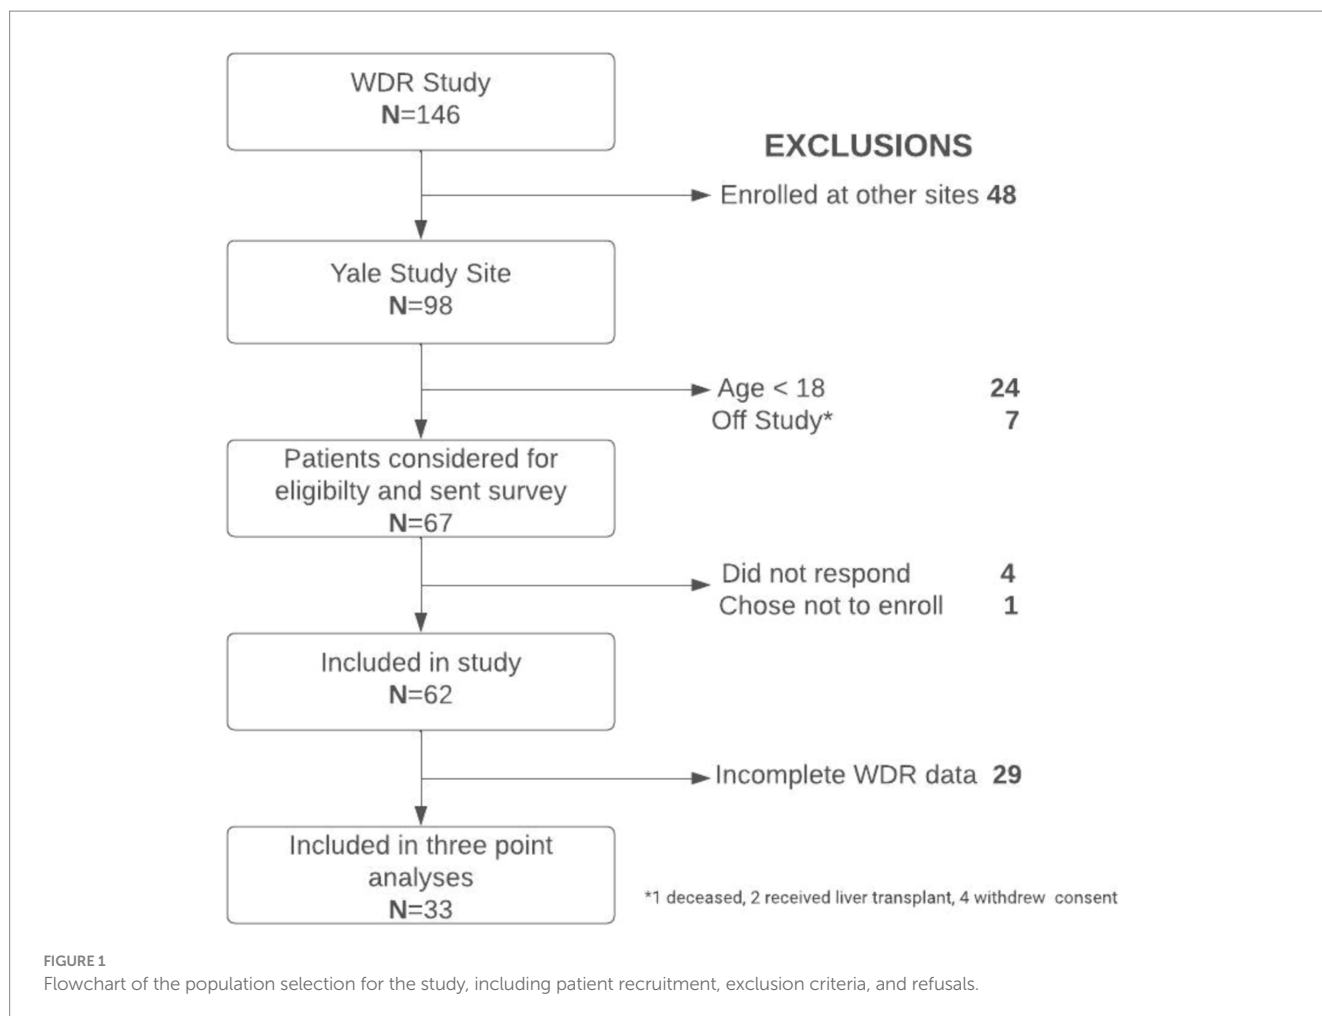 WDR Study
N=146
EXCLUSIONS
Enrolled at other sites 48
Yale Study Site
N=98
Age < 18 24
Off Study* 7
Patients considered for
eligibilty and sent survey
N=67
Did not respond 4
Chose not to enroll 1
Included in study
N=62
Incomplete WDR data 29
Included in three point
analyses
N=33
*1 deceased, 2 received liver transplant, 4 withdrew consent
FIGURE 1
Flowchart of the population selection for the study, including patient recruitment, exclusion criteria, and refusals.